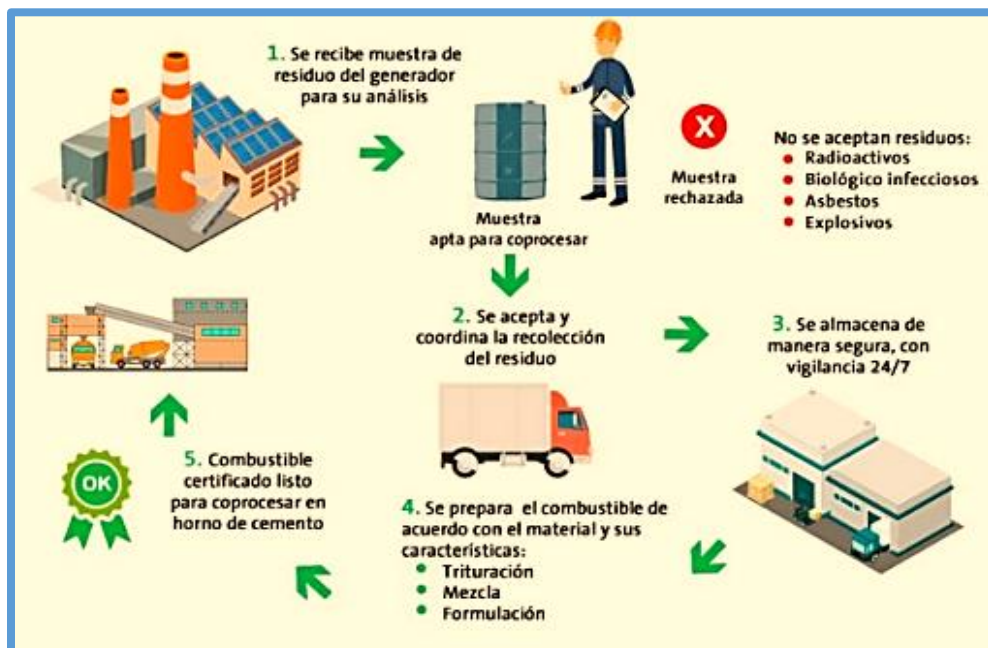 1. Se recibe muestra de
residuo del generador
para su análisis
Muestra
apta para coprocesar
X
Muestra
rechazada
No se aceptan residuos:
• Radioactivos
• Biológico infecciosos
• Asbestos
• Explosivos
2. Se acepta y
coordina la recolección
del residuo
3. Se almacena de
manera segura, con
vigilancia 24/7
4. Se prepara el combustible de
acuerdo con el material y sus
características:
• Trituración
• Mezcla
• Formulación
5. Combustible
certificado listo
para coprocesar en
horno de cemento
OK